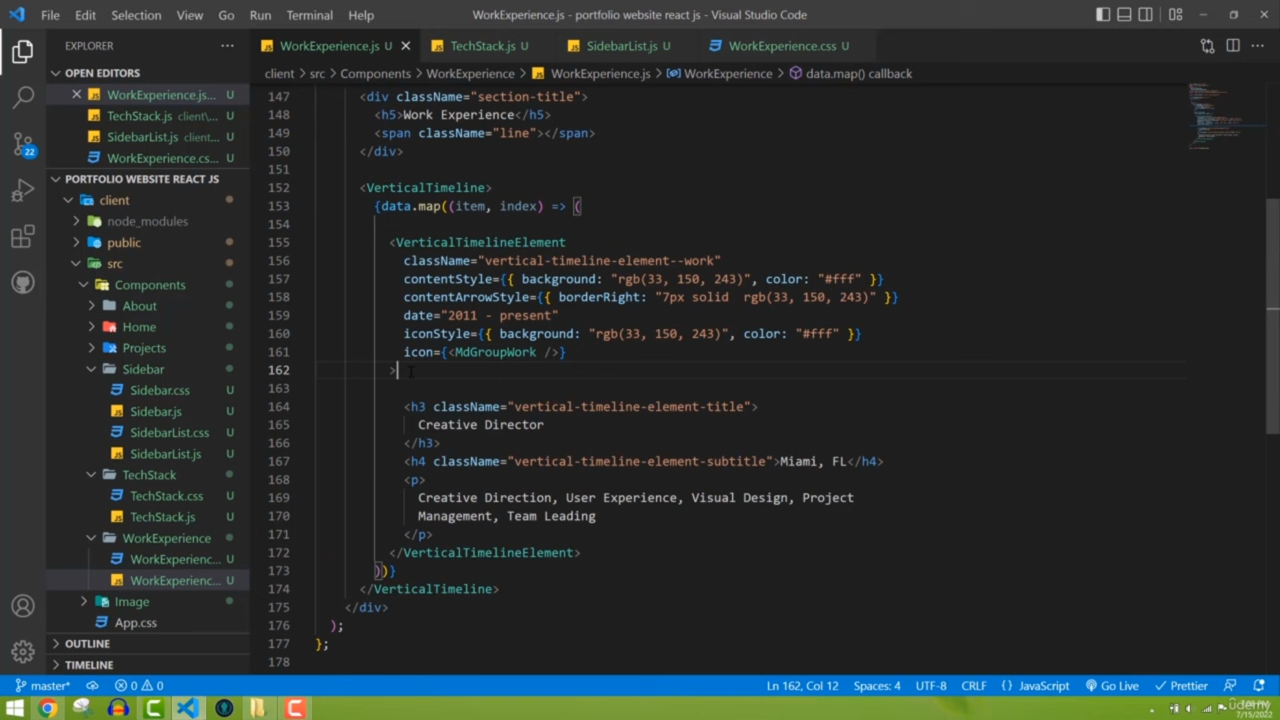 File Edit Selection View Go Run Terminal Help WorkExperience.js - portfolio website react js - Visual Studio Code
EXPLORER
WorkExperience.js U
TechStack.js U
SidebarList.js U
WorkExperience.css U
OPEN EDITORS
client > src > Components > WorkExperience > WorkExperience.js > WorkExperience > data.map() callback
WorkExperience.js... U
TechStack.js client\... U
SidebarList.js client... U
WorkExperience.cs... U
PORTFOLIO WEBSITE REACT JS
client
node_modules
public
src
Components
About
Home
Projects
Sidebar
Sidebar.css U
Sidebar.js U
SidebarList.css U
SidebarList.js U
TechStack
TechStack.css U
TechStack.js U
WorkExperience
WorkExperienc... U
WorkExperienc... U
Image
App.css
OUTLINE
TIMELINE
22
147 <div className="section-title">
148 <h5>Work Experience</h5>
149 <span className="line"></span>
150 </div>
151
152 <VerticalTimeline>
153 {data.map((item, index) => (
154
155 <VerticalTimelineElement
156 className="vertical-timeline-element--work"
157 contentStyle={{ background: "rgb(33, 150, 243)", color: "#fff" }}
158 contentArrowStyle={{ borderRight: "7px solid  rgb(33, 150, 243)" }}
159 date="2011 - present"
160 iconStyle={{ background: "rgb(33, 150, 243)", color: "#fff" }}
161 icon={<MdGroupWork />}
162 >
163
164 <h3 className="vertical-timeline-element-title">
165 Creative Director
166 </h3>
167 <h4 className="vertical-timeline-element-subtitle">Miami, FL</h4>
168 <p>
169 Creative Direction, User Experience, Visual Design, Project
170 Management, Team Leading
171 </p>
172 </VerticalTimelineElement>
173 ))}
174 </VerticalTimeline>
175 </div>
176 );
177 };
178
master* 0 0 Ln 162, Col 12 Spaces: 4 UTF-8 CRLF {} JavaScript Go Live Prettier
udemy
7/15/2022